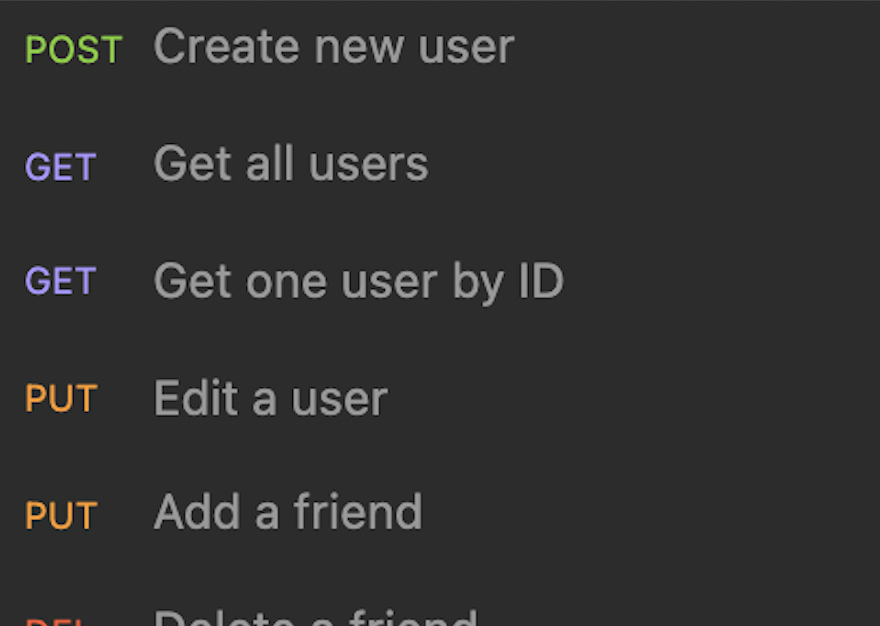 POST Create new user
GET Get all users
GET Get one user by ID
PUT Edit a user
PUT Add a friend
DEL Delete a friend